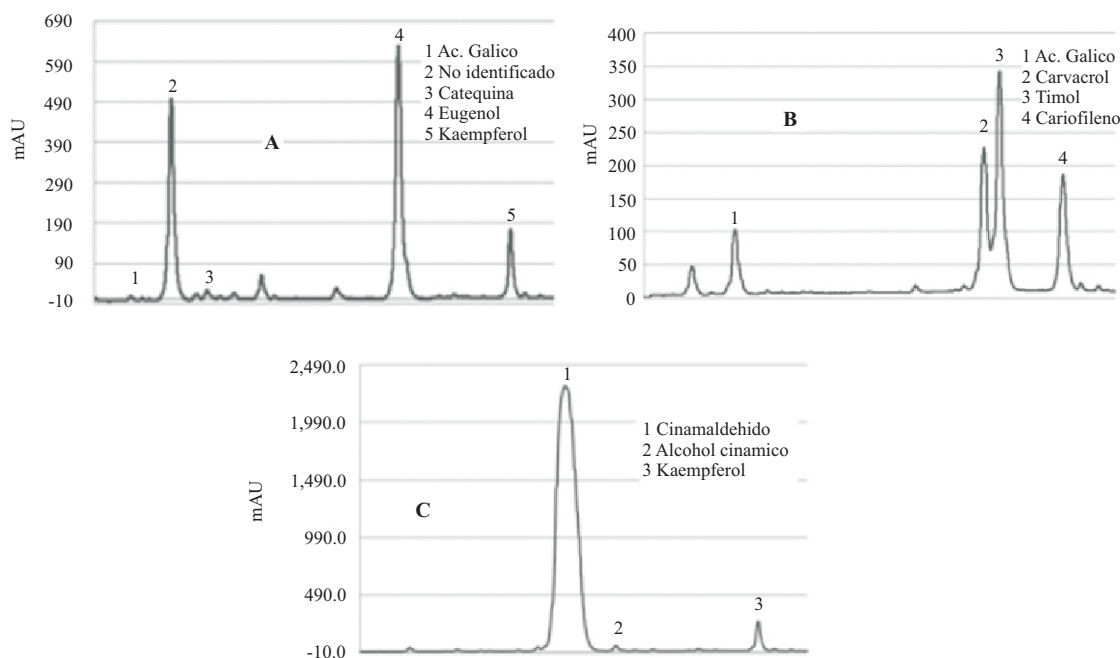 690
590
490
390
290
190
90
-10
mAU
A
1
2
3
4
5
1 Ac. Galico
2 No identificado
3 Catequina
4 Eugenol
5 Kaempferol
400
350
300
250
200
150
100
50
0
mAU
B
1
2
3
4
1 Ac. Galico
2 Carvacrol
3 Timol
4 Cariofileno
2,490.0
1,990.0
1,490.0
990.0
490.0
-10.0
mAU
C
1
2
3
1 Cinamaldehido
2 Alcohol cinamico
3 Kaempferol